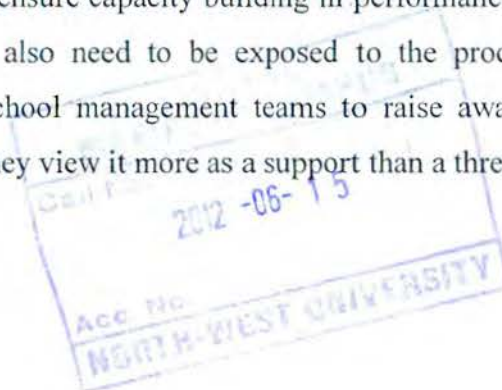 ensure capacity building in performance
also need to be exposed to the proc
chool management teams to raise awa
ey view it more as a support than a thre
Call
2012 -06- 15
Acc. No.
NORTH-WEST UNIVERSITY